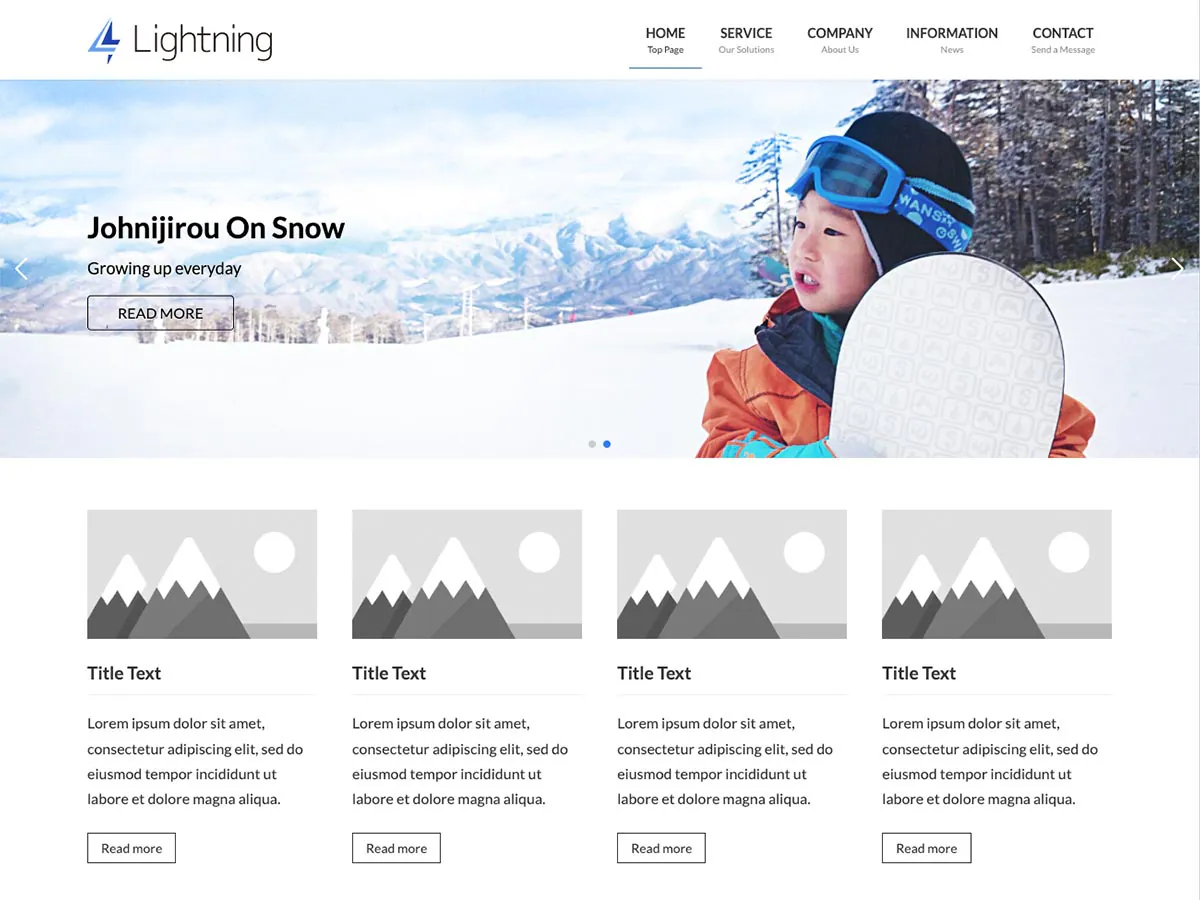 Lightning
HOME
Top Page
SERVICE
Our Solutions
COMPANY
About Us
INFORMATION
News
CONTACT
Send a Message
Johnijirou On Snow
Growing up everyday
READ MORE
SWANS
Title Text
Lorem ipsum dolor sit amet,
consectetur adipiscing elit, sed do
eiusmod tempor incididunt ut
labore et dolore magna aliqua.
Read more
Title Text
Lorem ipsum dolor sit amet,
consectetur adipiscing elit, sed do
eiusmod tempor incididunt ut
labore et dolore magna aliqua.
Read more
Title Text
Lorem ipsum dolor sit amet,
consectetur adipiscing elit, sed do
eiusmod tempor incididunt ut
labore et dolore magna aliqua.
Read more
Title Text
Lorem ipsum dolor sit amet,
consectetur adipiscing elit, sed do
eiusmod tempor incididunt ut
labore et dolore magna aliqua.
Read more